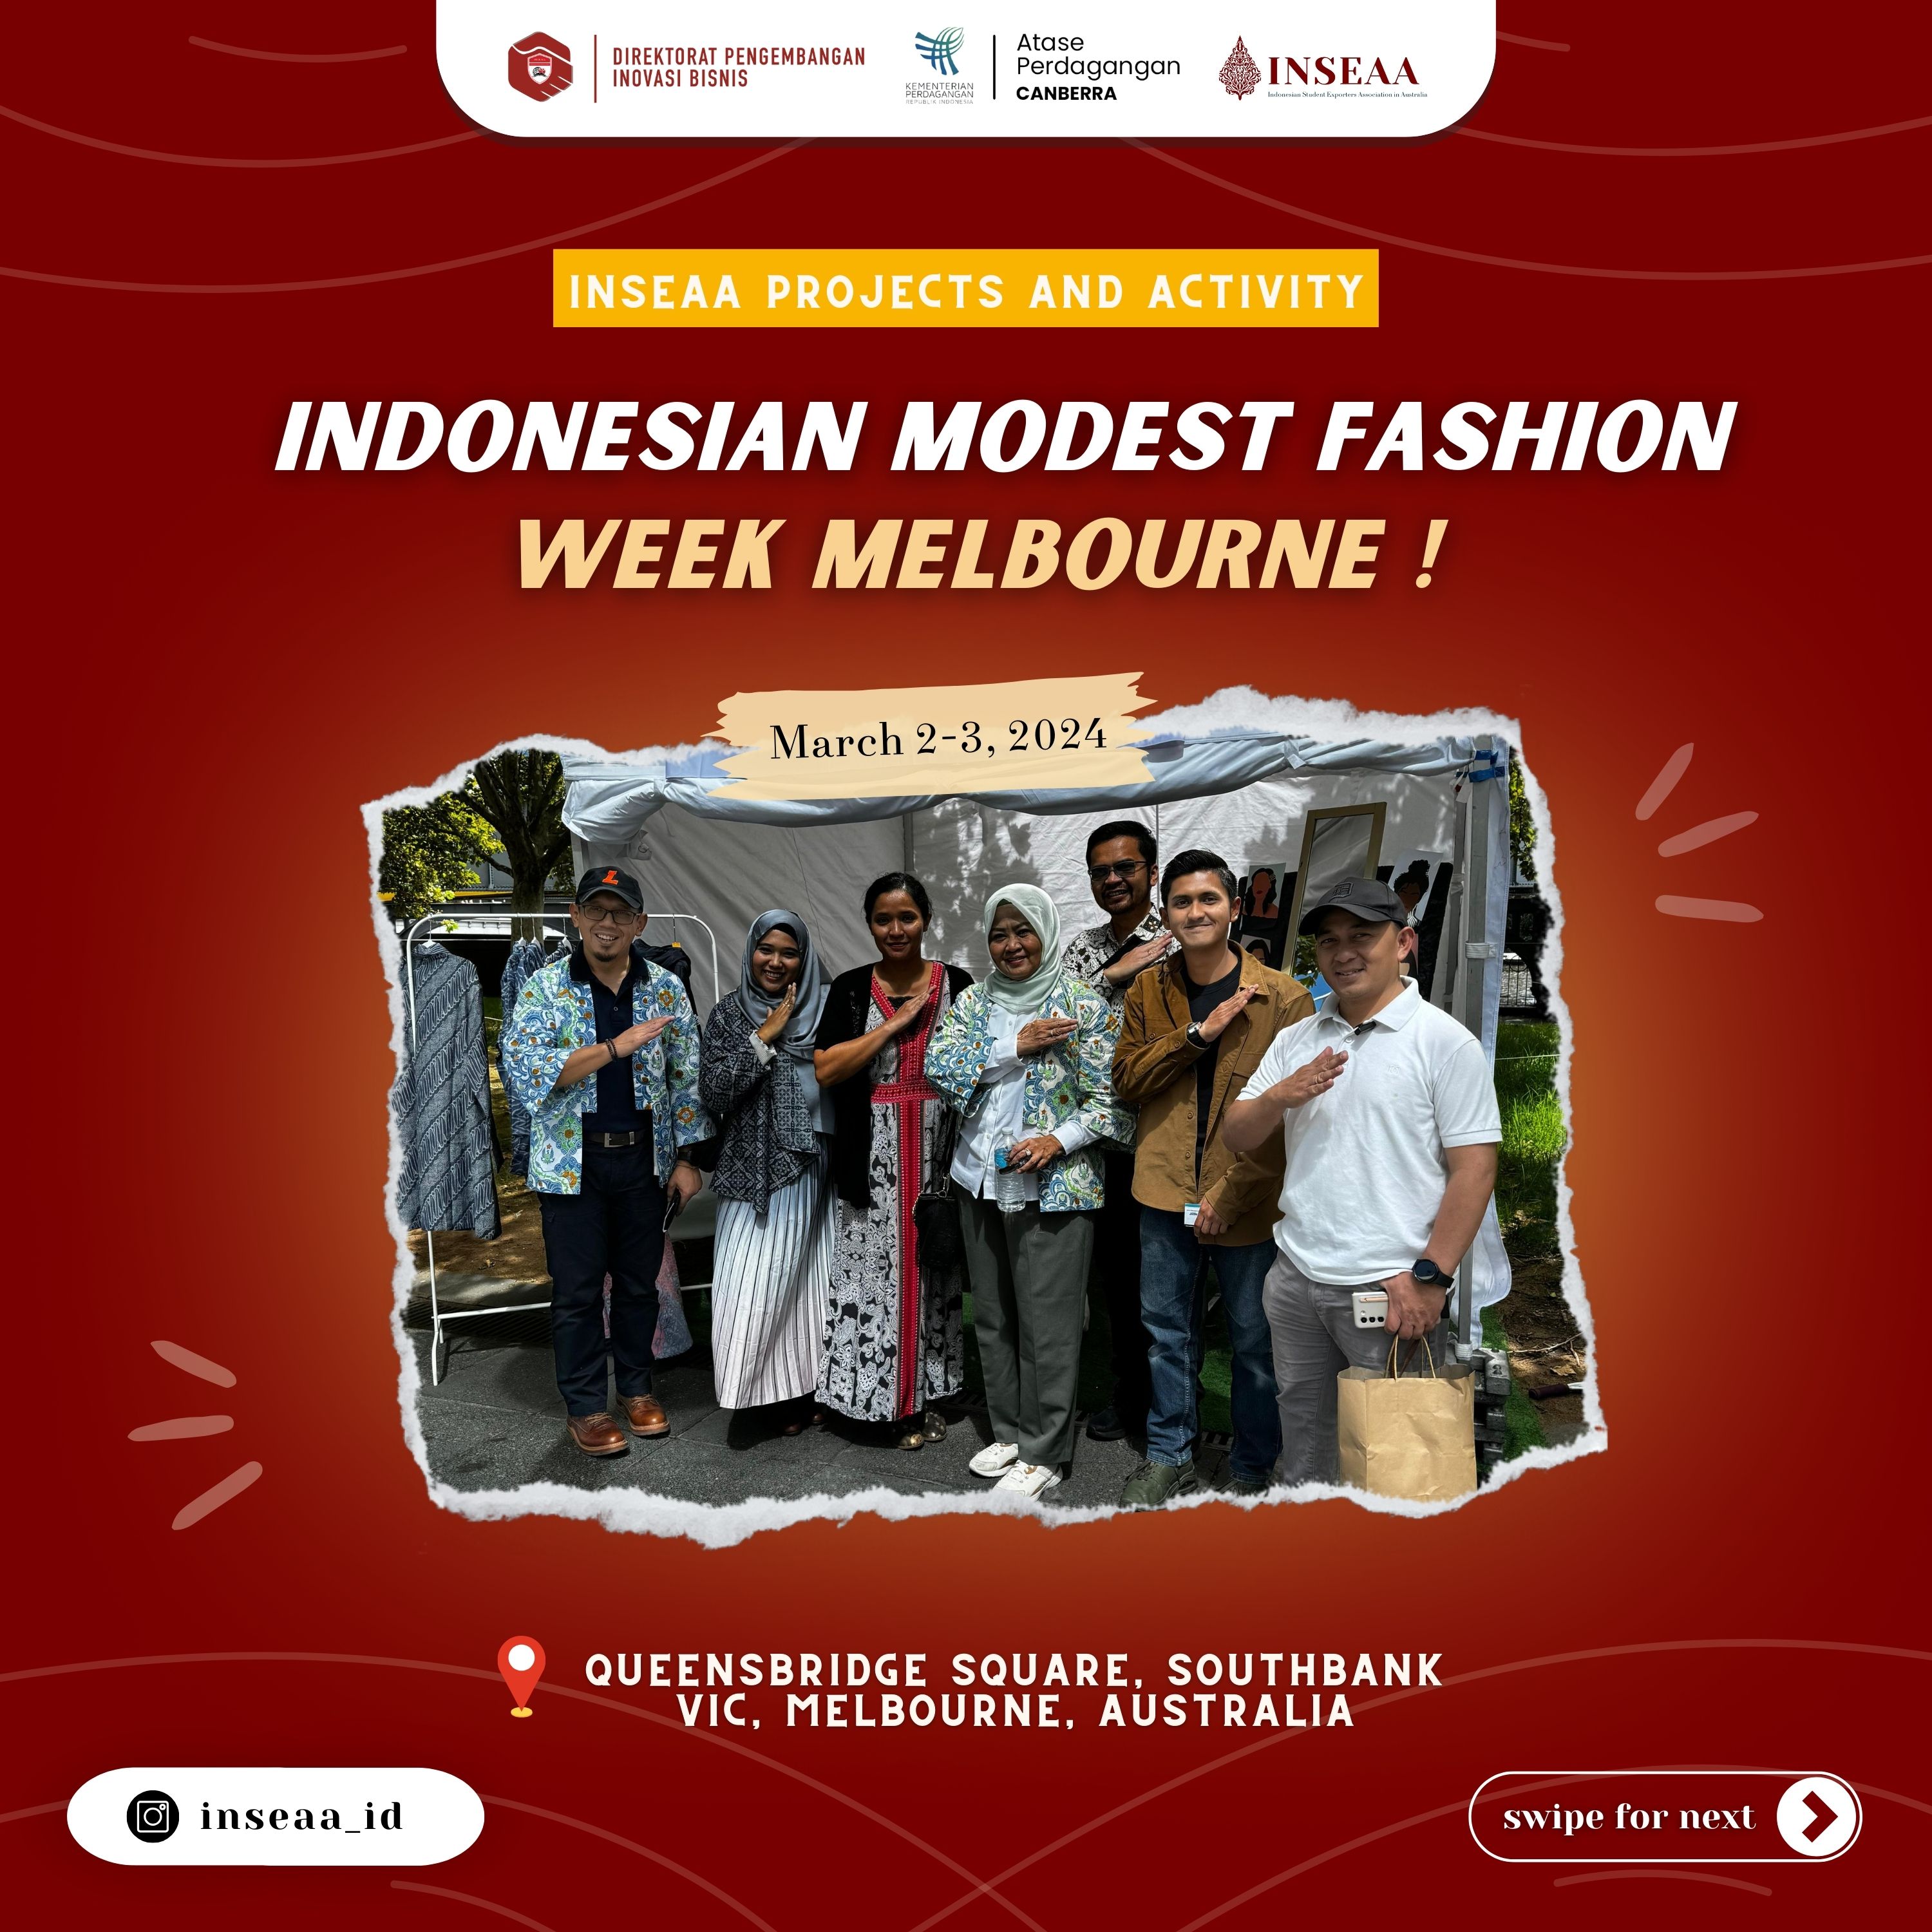 DIREKTORAT PENGEMBANGAN
INOVASI BISNIS
KEMENTERIAN
PERDAGANGAN
REPUBLIK INDONESIA
Atase
Perdagangan
CANBERRA
INSEAA
Indonesian Student Exporters Association in Australia
INSEAA PROJECTS AND ACTIVITY
INDONESIAN MODEST FASHION
WEEK MELBOURNE !
March 2-3, 2024
L
QUEENSBRIDGE SQUARE, SOUTHBANK
VIC, MELBOURNE, AUSTRALIA
inseaa_id
swipe for next